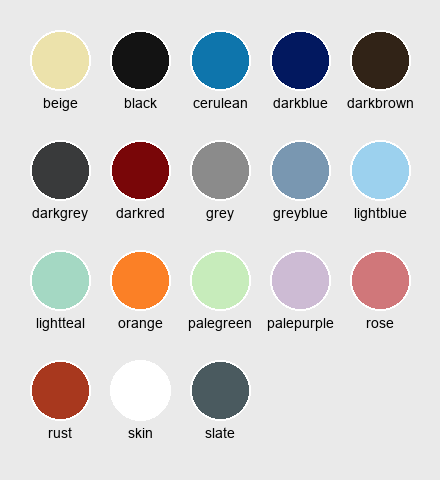 beige black cerulean darkblue darkbrown
darkgrey darkred grey greyblue lightblue
lightteal orange palegreen palepurple rose
rust skin slate